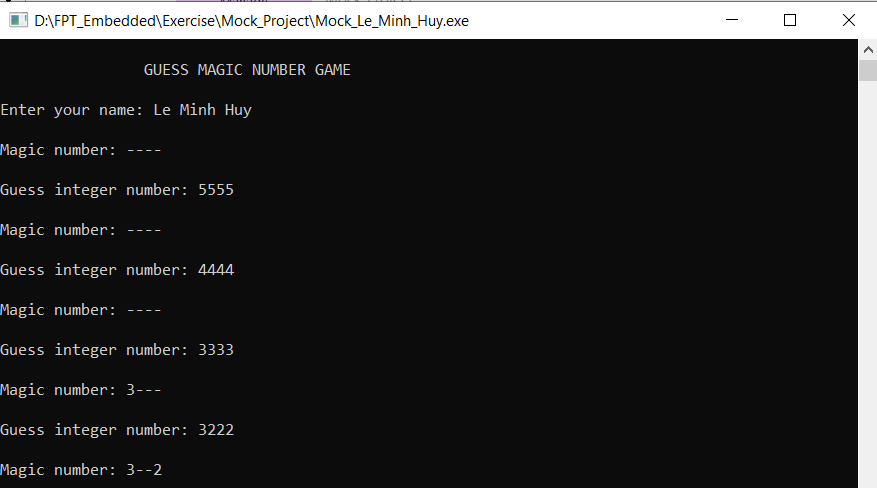 D:\FPT_Embedded\Exercise\Mock_Project\Mock_Le_Minh_Huy.exe
GUESS MAGIC NUMBER GAME
Enter your name: Le Minh Huy
Magic number: ----
Guess integer number: 5555
Magic number: ----
Guess integer number: 4444
Magic number: ----
Guess integer number: 3333
Magic number: 3---
Guess integer number: 3222
Magic number: 3--2